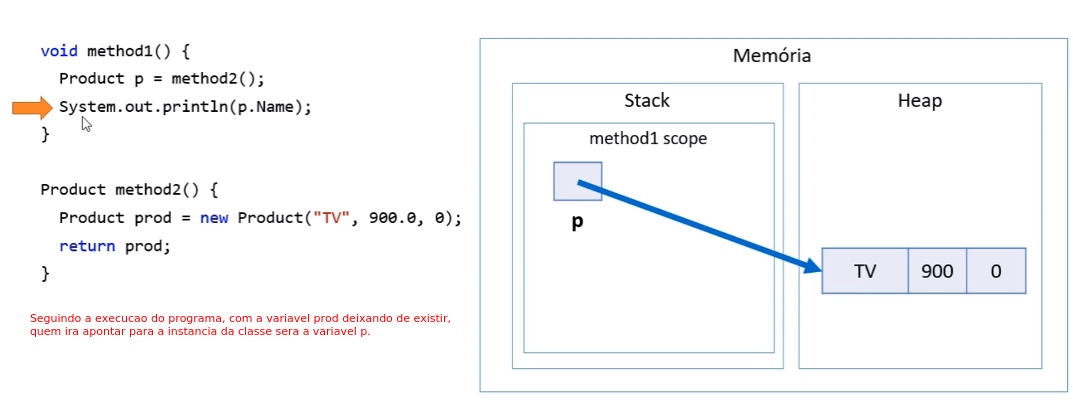 void method1() {
Product p = method2();
System.out.println(p.Name);
}
Product method2() {
Product prod = new Product("TV", 900.0, 0);
return prod;
}
Seguindo a execucao do programa, com a variavel prod deixando de existir,
quem ira apontar para a instancia da classe sera a variavel p.
Memória
Stack
method1 scope
p
Heap
TV 900 0